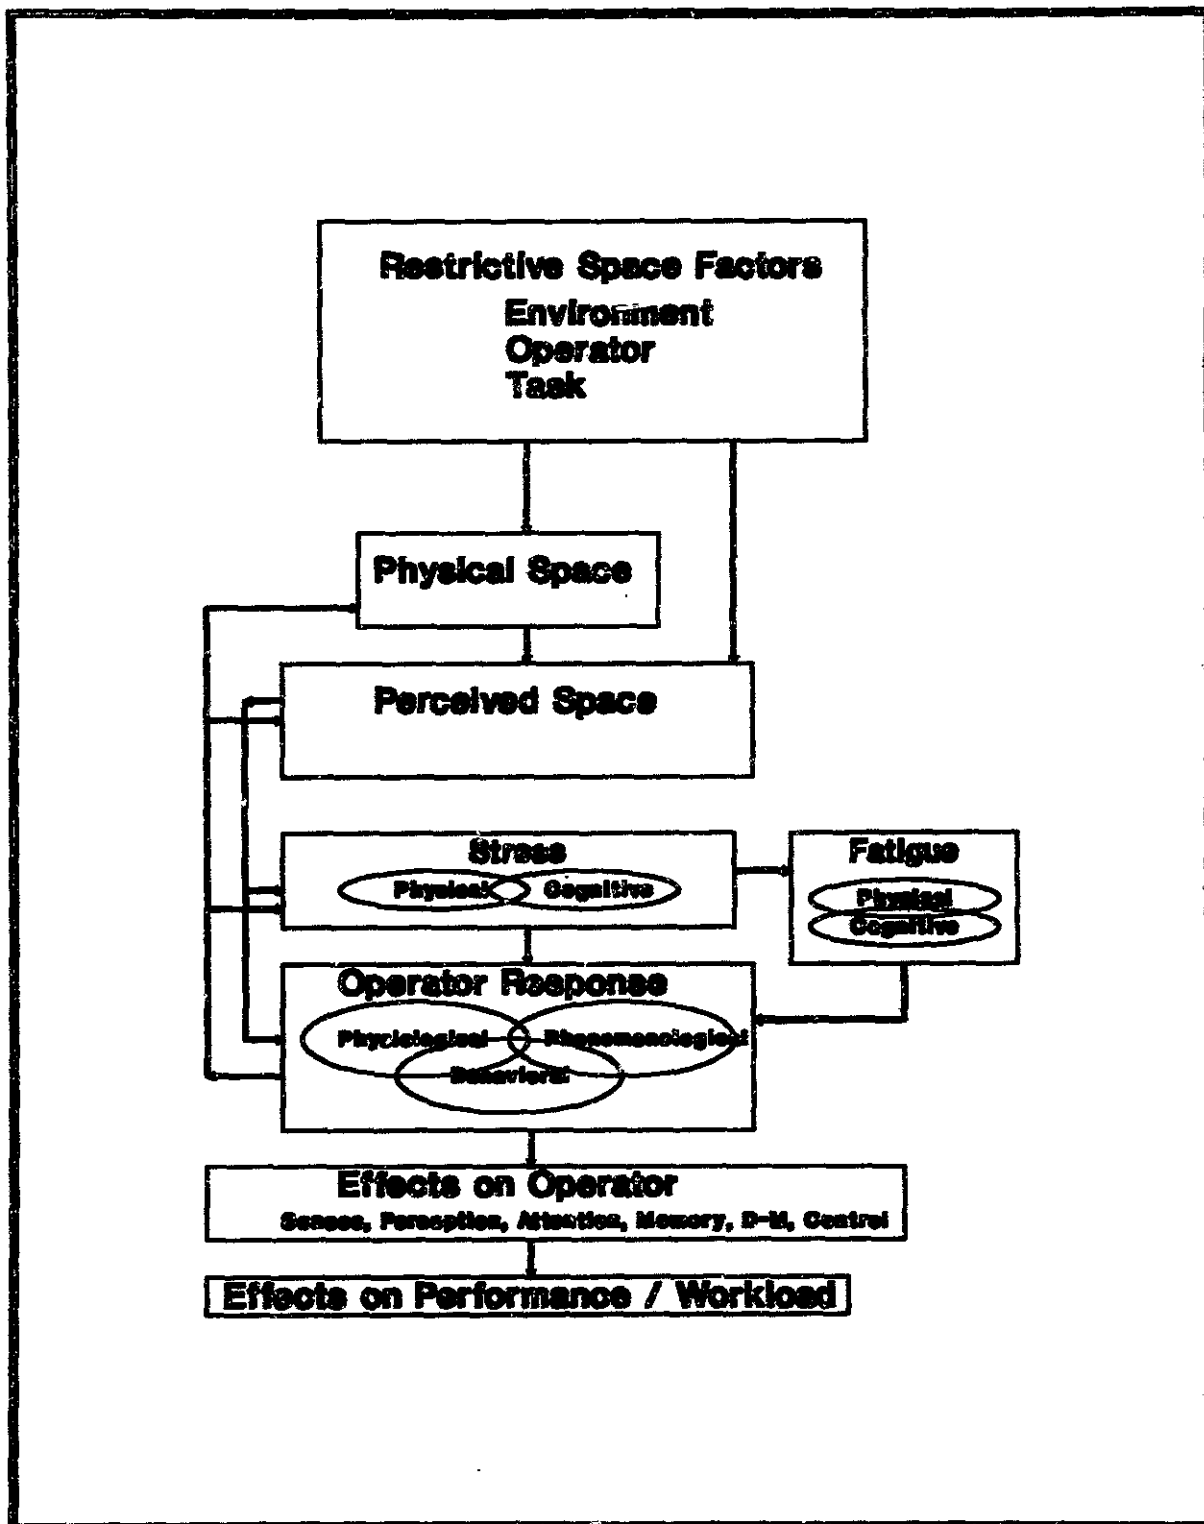 Restrictive Space Factors
Environment
Operator
Task
Physical Space
Perceived Space
Stress
Physical Cognitive
Fatigue
Physical
Cognitive
Operator Response
Physiological Phenomenological
Behavioral
Effects on Operator
Senses, Perception, Attention, Memory, D-M, Control
Effects on Performance / Workload